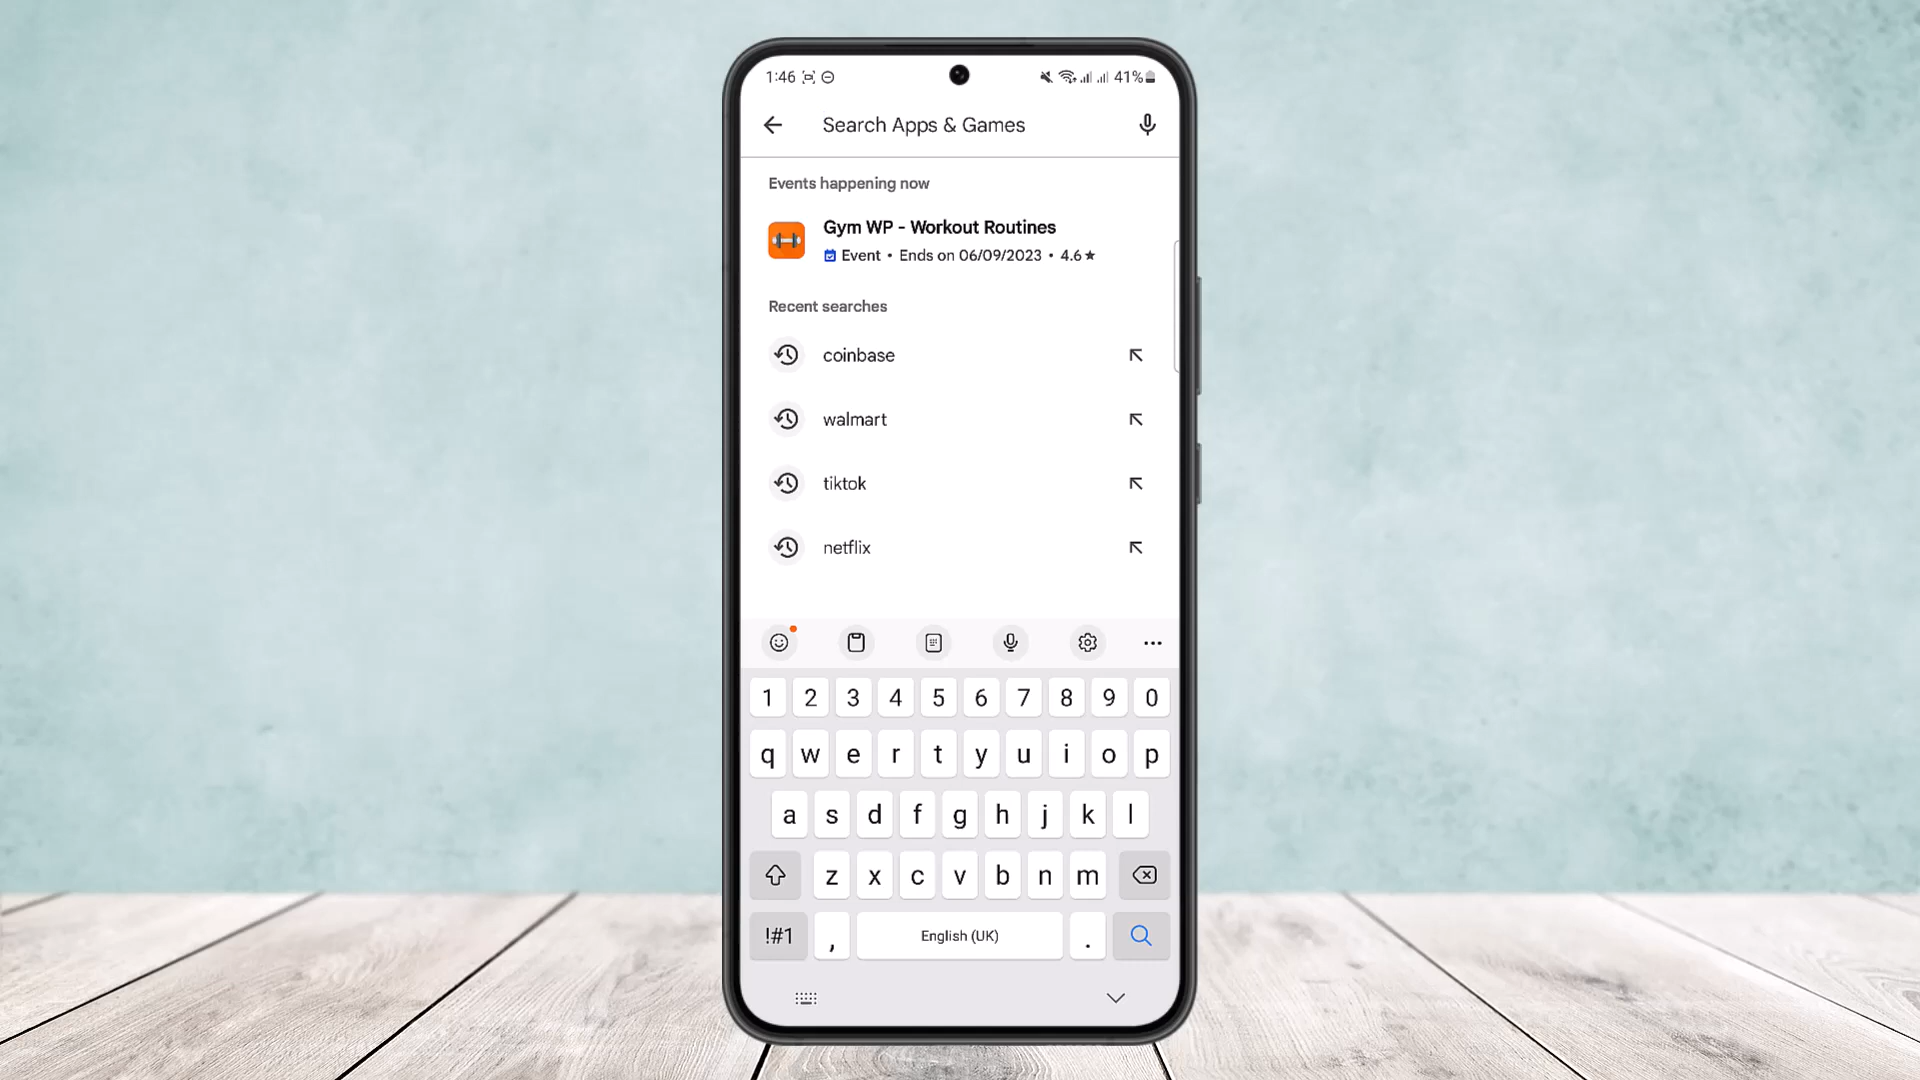 1:46 41%
Search Apps & Games
Events happening now
Gym WP - Workout Routines
Event • Ends on 06/09/2023 • 4.6★
Recent searches
coinbase
walmart
tiktok
netflix
1 2 3 4 5 6 7 8 9 0
q w e r t y u i o p
a s d f g h j k l
z x c v b n m
!#1 , English (UK) .